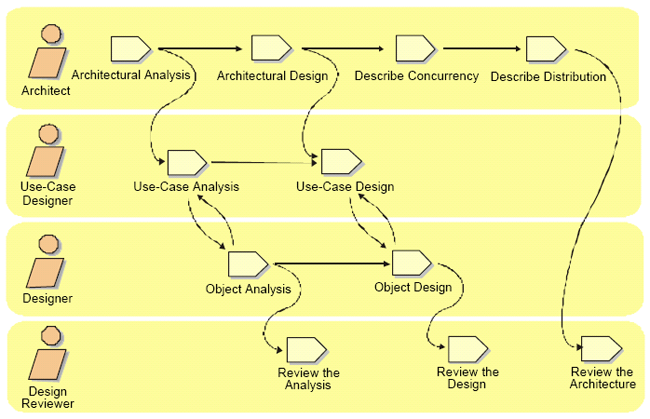 Architect
Architectural Analysis
Architectural Design
Describe Concurrency
Describe Distribution
Use-Case
Designer
Use-Case Analysis
Use-Case Design
Designer
Object Analysis
Object Design
Design
Reviewer
Review the
Analysis
Review the
Design
Review the
Architecture